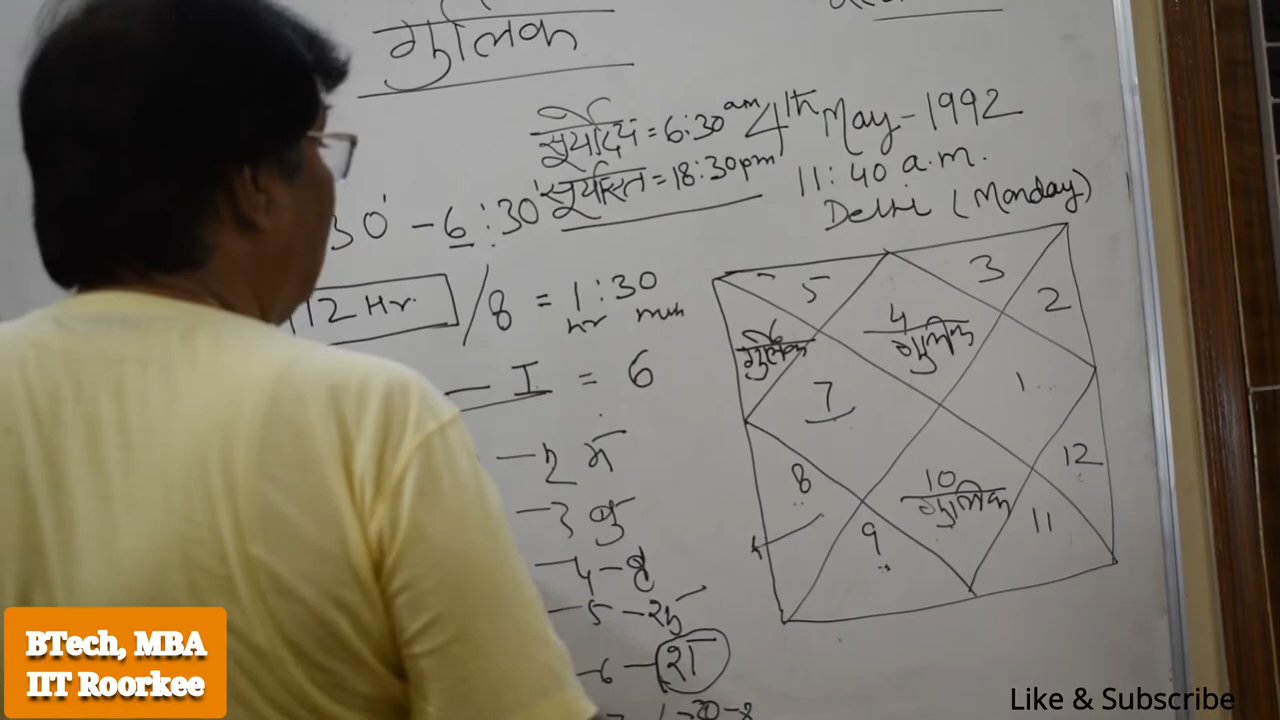 गुलिक
सूर्योदय = 6:30 am
सूर्यास्त = 18:30 pm
4th May - 1992
11:40 a.m.
Delhi (Monday)
30 - 6:30
12 Hr. / 8 = 1:30
hr
I = 6
2 मं
3 बु
4 -
5 - शु
6 - श
5
3
2
6
गुलिक
4
गुलिक
7
1
8
10
गुलिक
12
9
11
BTech, MBA
IIT Roorkee
Like & Subscribe